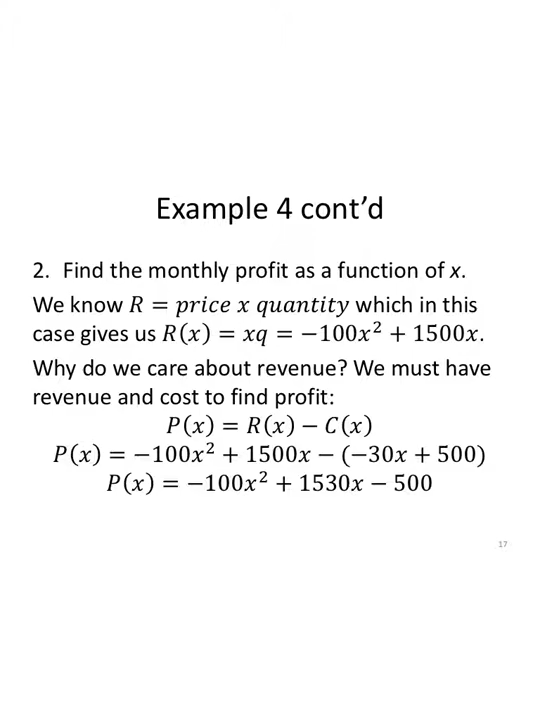 Example 4 cont’d
2. Find the monthly profit as a function of x.
We know R = price x quantity which in this
case gives us R(x) = xq = −100x² + 1500x.
Why do we care about revenue? We must have
revenue and cost to find profit:
P(x) = R(x) − C(x)
P(x) = −100x² + 1500x − (−30x + 500)
P(x) = −100x² + 1530x − 500
17